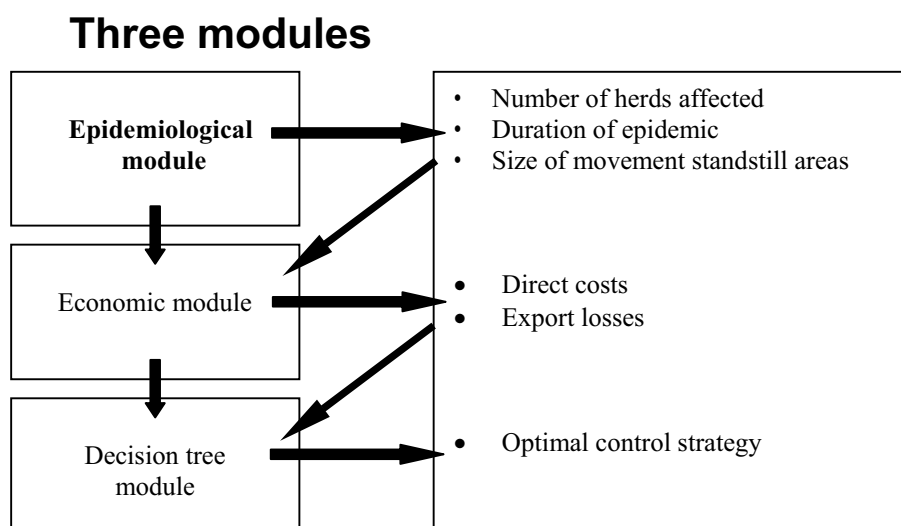 Three modules
Epidemiological
module
• Number of herds affected
• Duration of epidemic
• Size of movement standstill areas
Economic module
• Direct costs
• Export losses
Decision tree
module
• Optimal control strategy